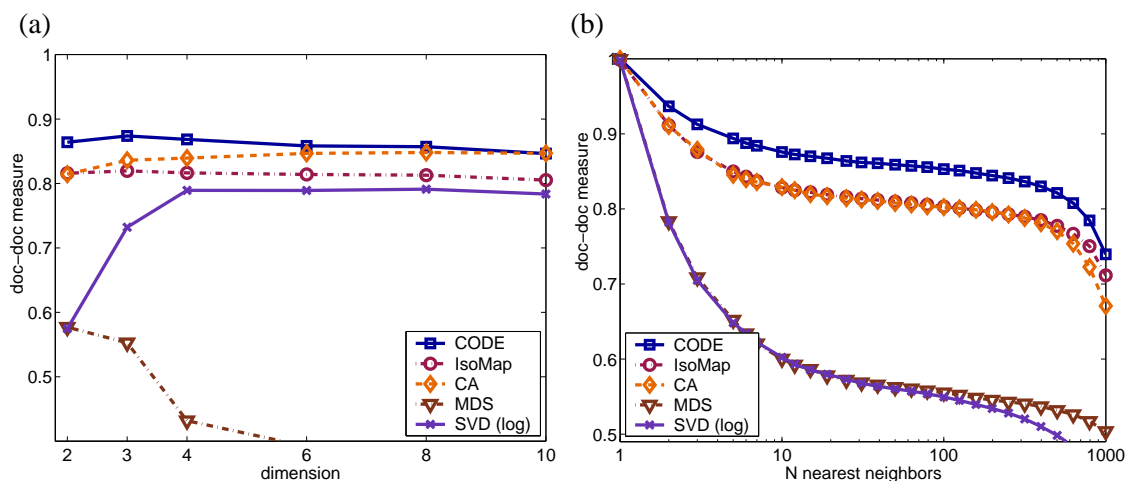 (a)
1
0.9
0.8
0.7
0.6
0.5
doc−doc measure
2 3 4 6 8 10
dimension
CODE
IsoMap
CA
MDS
SVD (log)
(b)
0.9
0.8
0.7
0.6
0.5
doc−doc measure
1 10 100 1000
N nearest neighbors
CODE
IsoMap
CA
MDS
SVD (log)